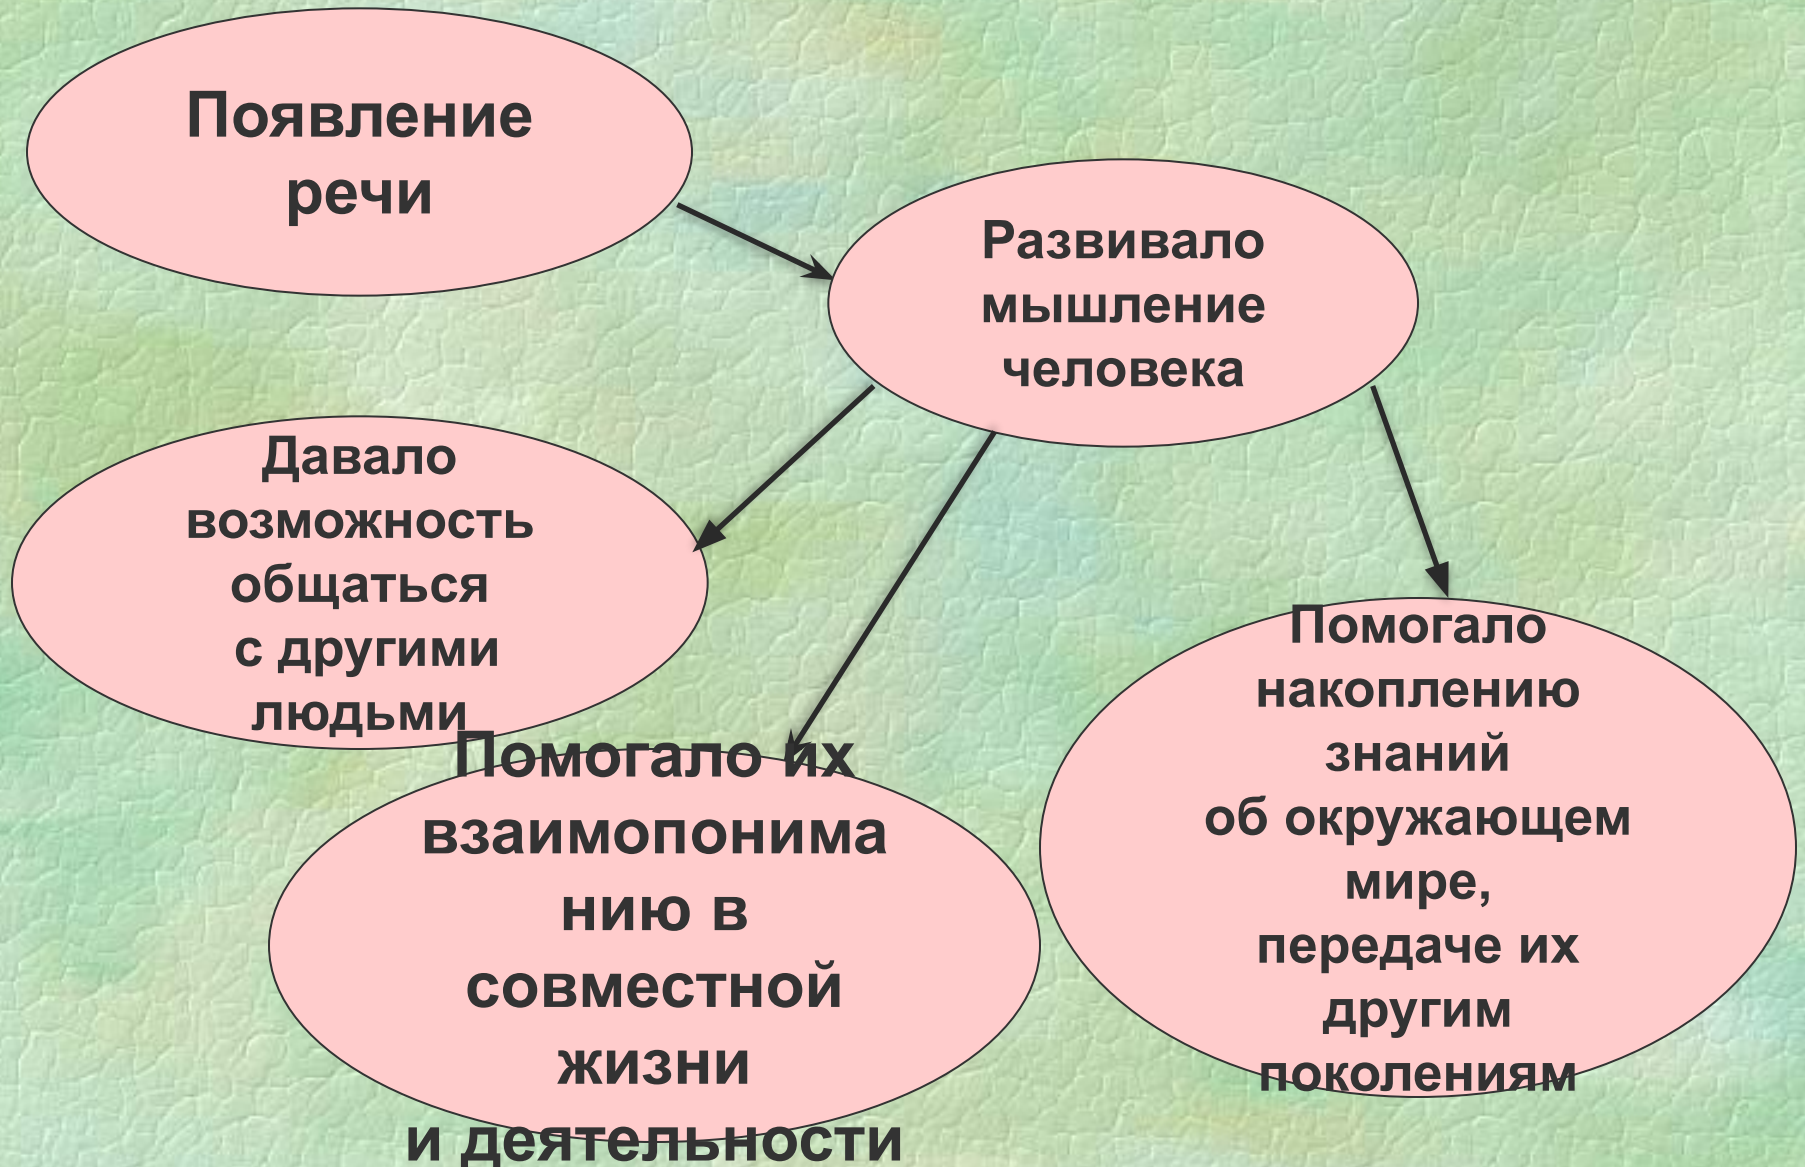 Появление
речи
Развивало
мышление
человека
Давало
возможность
общаться
с другими
людьми
Помогало их
взаимопонима
нию в
совместной
жизни
и деятельности
Помогало
накоплению
знаний
об окружающем
мире,
передаче их
другим
поколениям